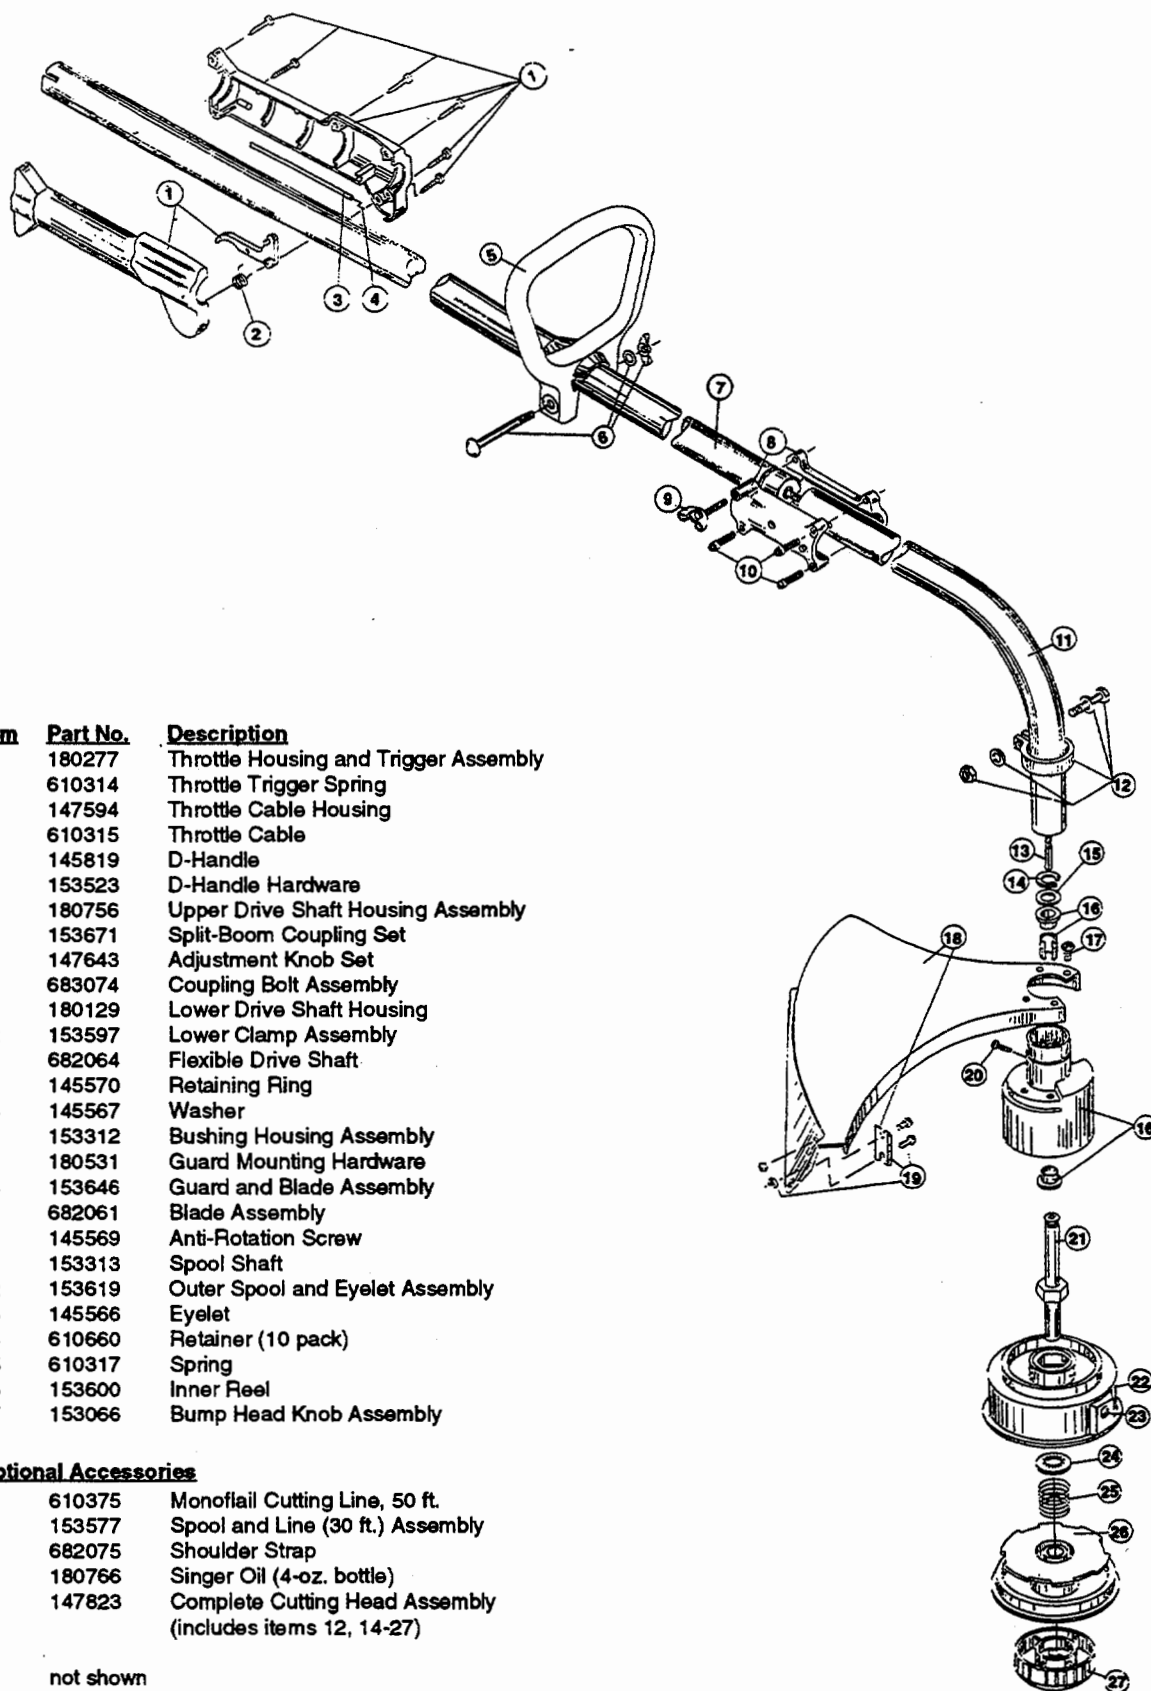 1
1
2
3
4
5
6
7
8
9
10
11
12
13
14
15
16
17
18
19
20
16
21
22
23
24
25
26
27
m Part No. Description
180277 Throttle Housing and Trigger Assembly
610314 Throttle Trigger Spring
147594 Throttle Cable Housing
610315 Throttle Cable
145819 D-Handle
153523 D-Handle Hardware
180756 Upper Drive Shaft Housing Assembly
153671 Split-Boom Coupling Set
147643 Adjustment Knob Set
683074 Coupling Bolt Assembly
180129 Lower Drive Shaft Housing
153597 Lower Clamp Assembly
682064 Flexible Drive Shaft
145570 Retaining Ring
145567 Washer
153312 Bushing Housing Assembly
180531 Guard Mounting Hardware
153646 Guard and Blade Assembly
682061 Blade Assembly
145569 Anti-Rotation Screw
153313 Spool Shaft
153619 Outer Spool and Eyelet Assembly
145566 Eyelet
610660 Retainer (10 pack)
610317 Spring
153600 Inner Reel
153066 Bump Head Knob Assembly
ptional Accessories
610375 Monoflail Cutting Line, 50 ft.
153577 Spool and Line (30 ft.) Assembly
682075 Shoulder Strap
180766 Singer Oil (4-oz. bottle)
147823 Complete Cutting Head Assembly
(includes items 12, 14-27)
not shown